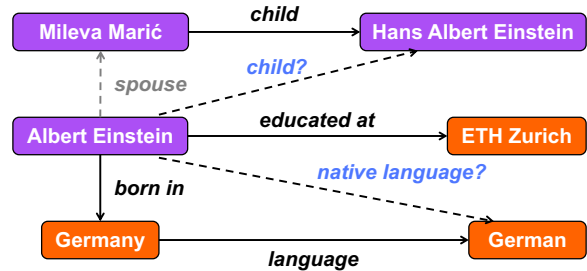 child
Mileva Marić
Hans Albert Einstein
child?
spouse
Albert Einstein
educated at
ETH Zurich
native language?
born in
Germany
language
German